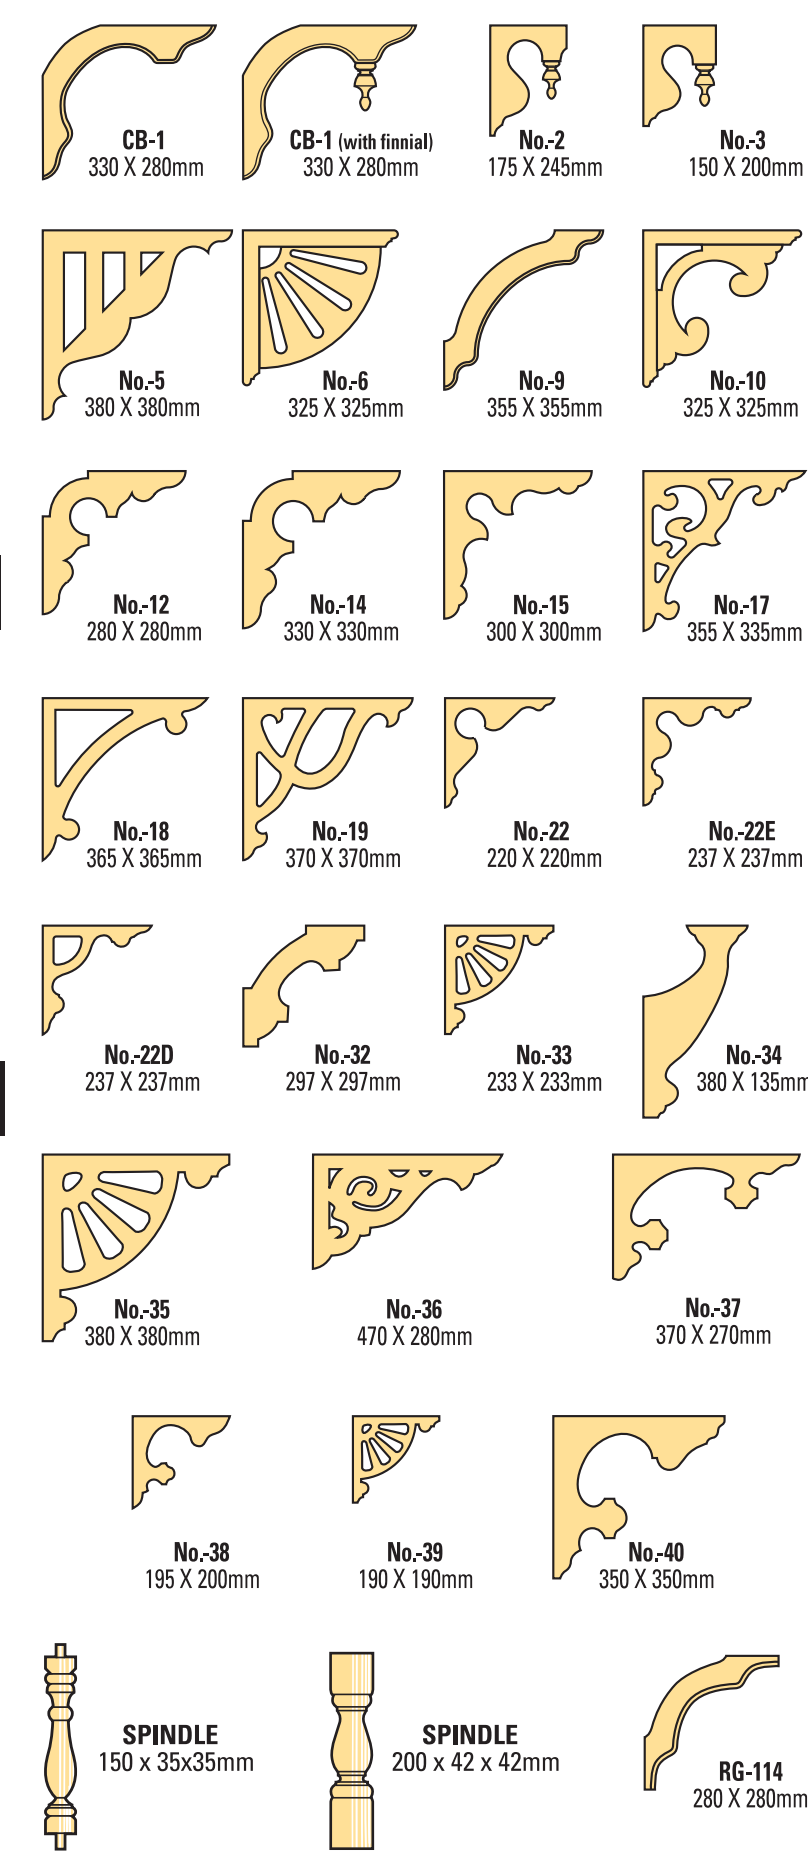 CB-1
330 X 280mm
CB-1 (with finnial)
330 X 280mm
No.-2
175 X 245mm
No.-3
150 X 200mm
No.-5
380 X 380mm
No.-6
325 X 325mm
No.-9
355 X 355mm
No.-10
325 X 325mm
No.-12
280 X 280mm
No.-14
330 X 330mm
No.-15
300 X 300mm
No.-17
355 X 335mm
No.-18
365 X 365mm
No.-19
370 X 370mm
No.-22
220 X 220mm
No.-22E
237 X 237mm
No.-22D
237 X 237mm
No.-32
297 X 297mm
No.-33
233 X 233mm
No.-34
380 X 135mm
No.-35
380 X 380mm
No.-36
470 X 280mm
No.-37
370 X 270mm
No.-38
195 X 200mm
No.-39
190 X 190mm
No.-40
350 X 350mm
SPINDLE
150 x 35x35mm
SPINDLE
200 x 42 x 42mm
RG-114
280 X 280mm